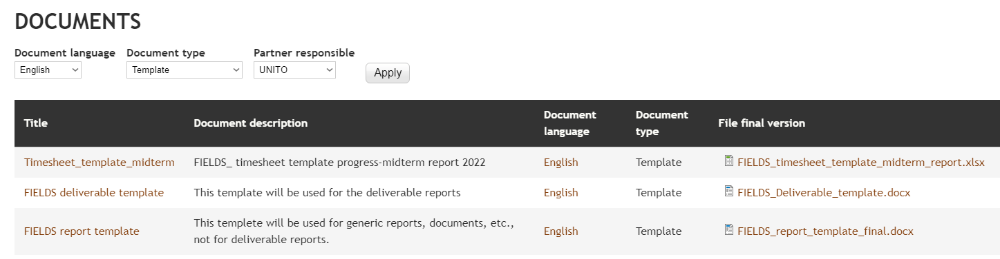 DOCUMENTS
Document language Document type Partner responsible
English Template UNITO Apply
Title Document description Document language Document type File final version
Timesheet_template_midterm FIELDS_ timesheet template progress-midterm report 2022 English Template FIELDS_timesheet_template_midterm_report.xlsx
FIELDS deliverable template This template will be used for the deliverable reports English Template FIELDS_Deliverable_template.docx
FIELDS report template This templete will be used for generic reports, documents, etc., not for deliverable reports. English Template FIELDS_report_template_final.docx